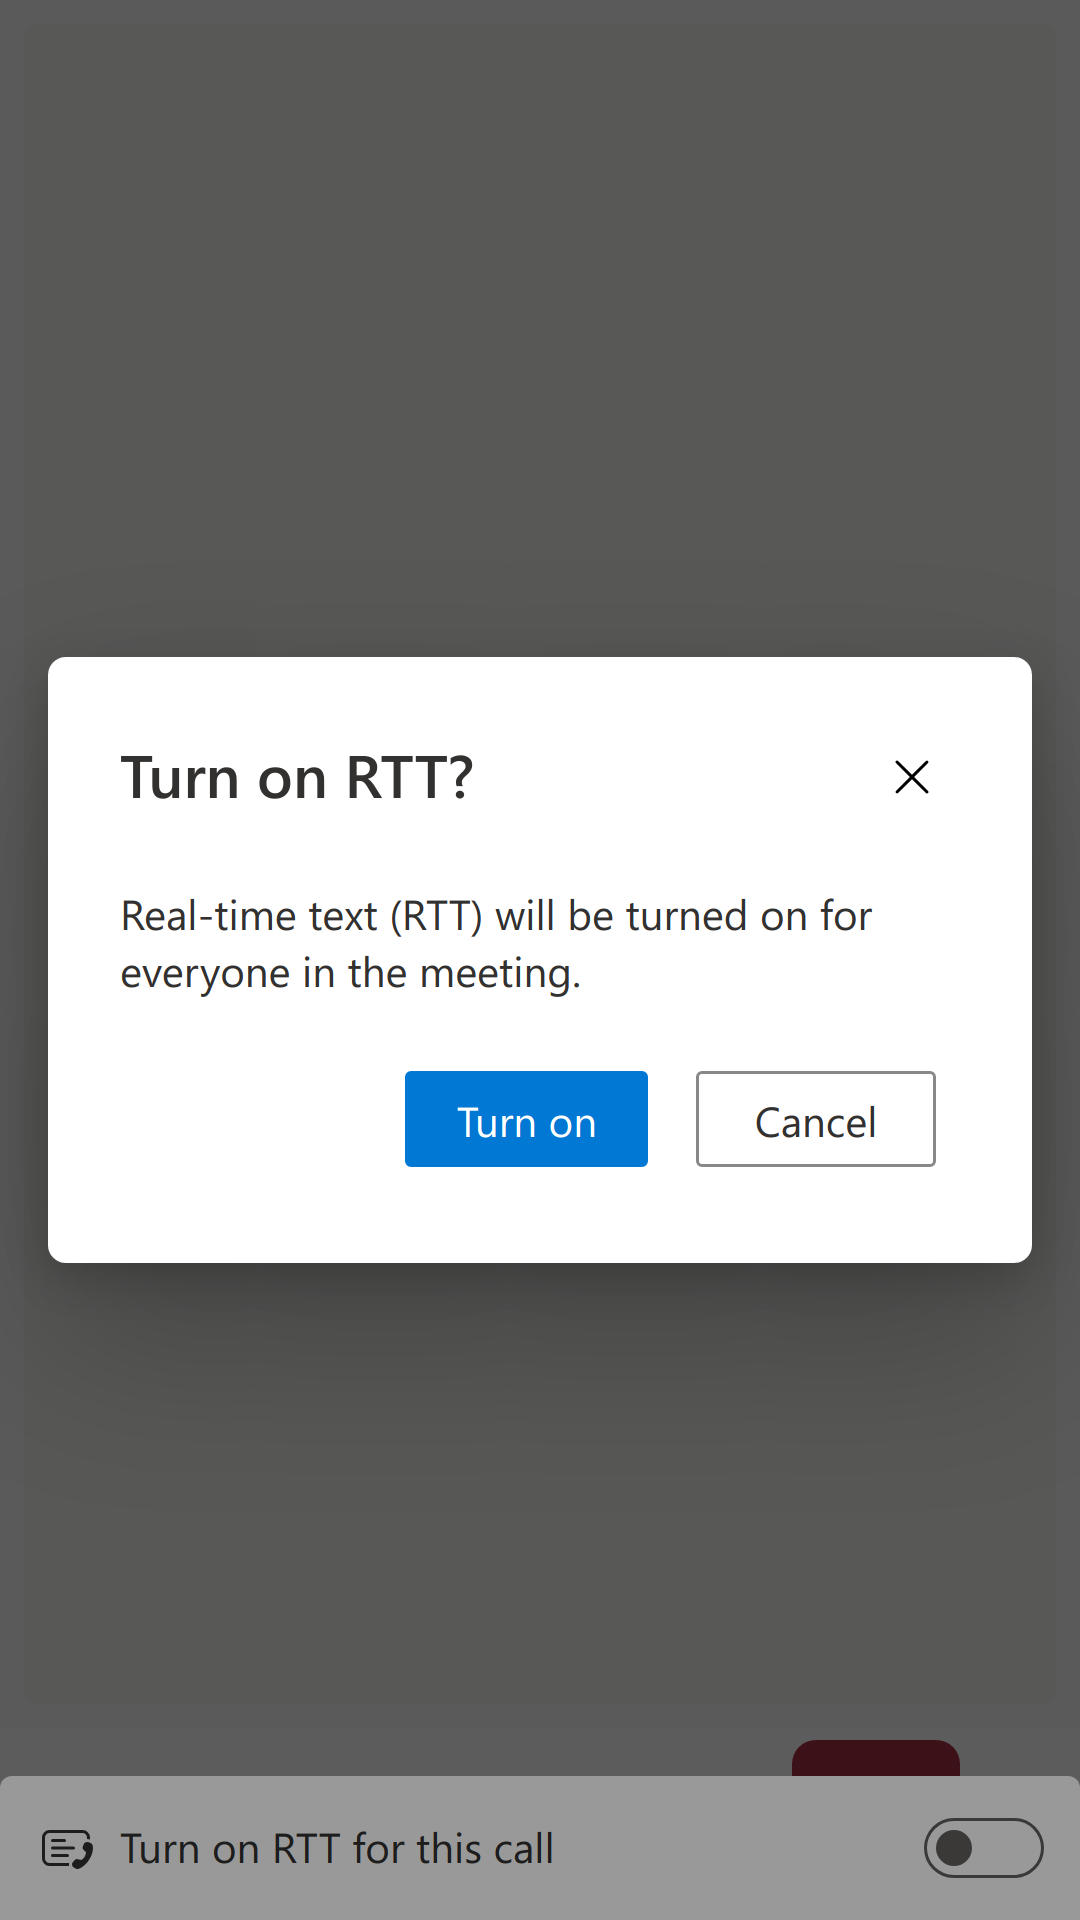 Turn on RTT?
Real-time text (RTT) will be turned on for
everyone in the meeting.
Turn on
Cancel
Turn on RTT for this call